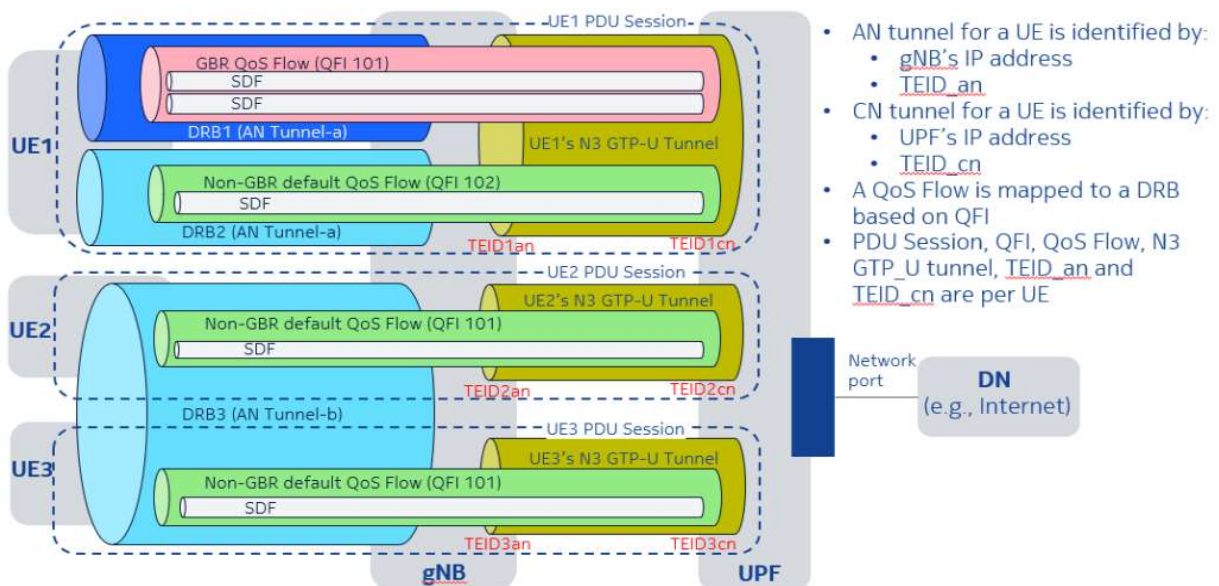 UE1 PDU Session
GBR QoS Flow (QFI 101)
SDF
SDF
DRB1 (AN Tunnel-a)
UE1
UE1's N3 GTP-U Tunnel
Non-GBR default QoS Flow (QFI 102)
SDF
DRB2 (AN Tunnel-a)
TEID1an
TEID1cn
UE2 PDU Session
UE2's N3 GTP-U Tunnel
Non-GBR default QoS Flow (QFI 101)
UE2
SDF
TEID2an
TEID2cn
DRB3 (AN Tunnel-b)
UE3 PDU Session
UE3's N3 GTP-U Tunnel
UE3
Non-GBR default QoS Flow (QFI 101)
SDF
TEID3an
TEID3cn
gNB
UPF
• AN tunnel for a UE is identified by:
• gNB's IP address
• TEID_an
• CN tunnel for a UE is identified by:
• UPF's IP address
• TEID_cn
• A QoS Flow is mapped to a DRB
based on QFI
• PDU Session, QFI, QoS Flow, N3
GTP_U tunnel, TEID_an and
TEID_cn are per UE
Network
port
DN
(e.g., Internet)